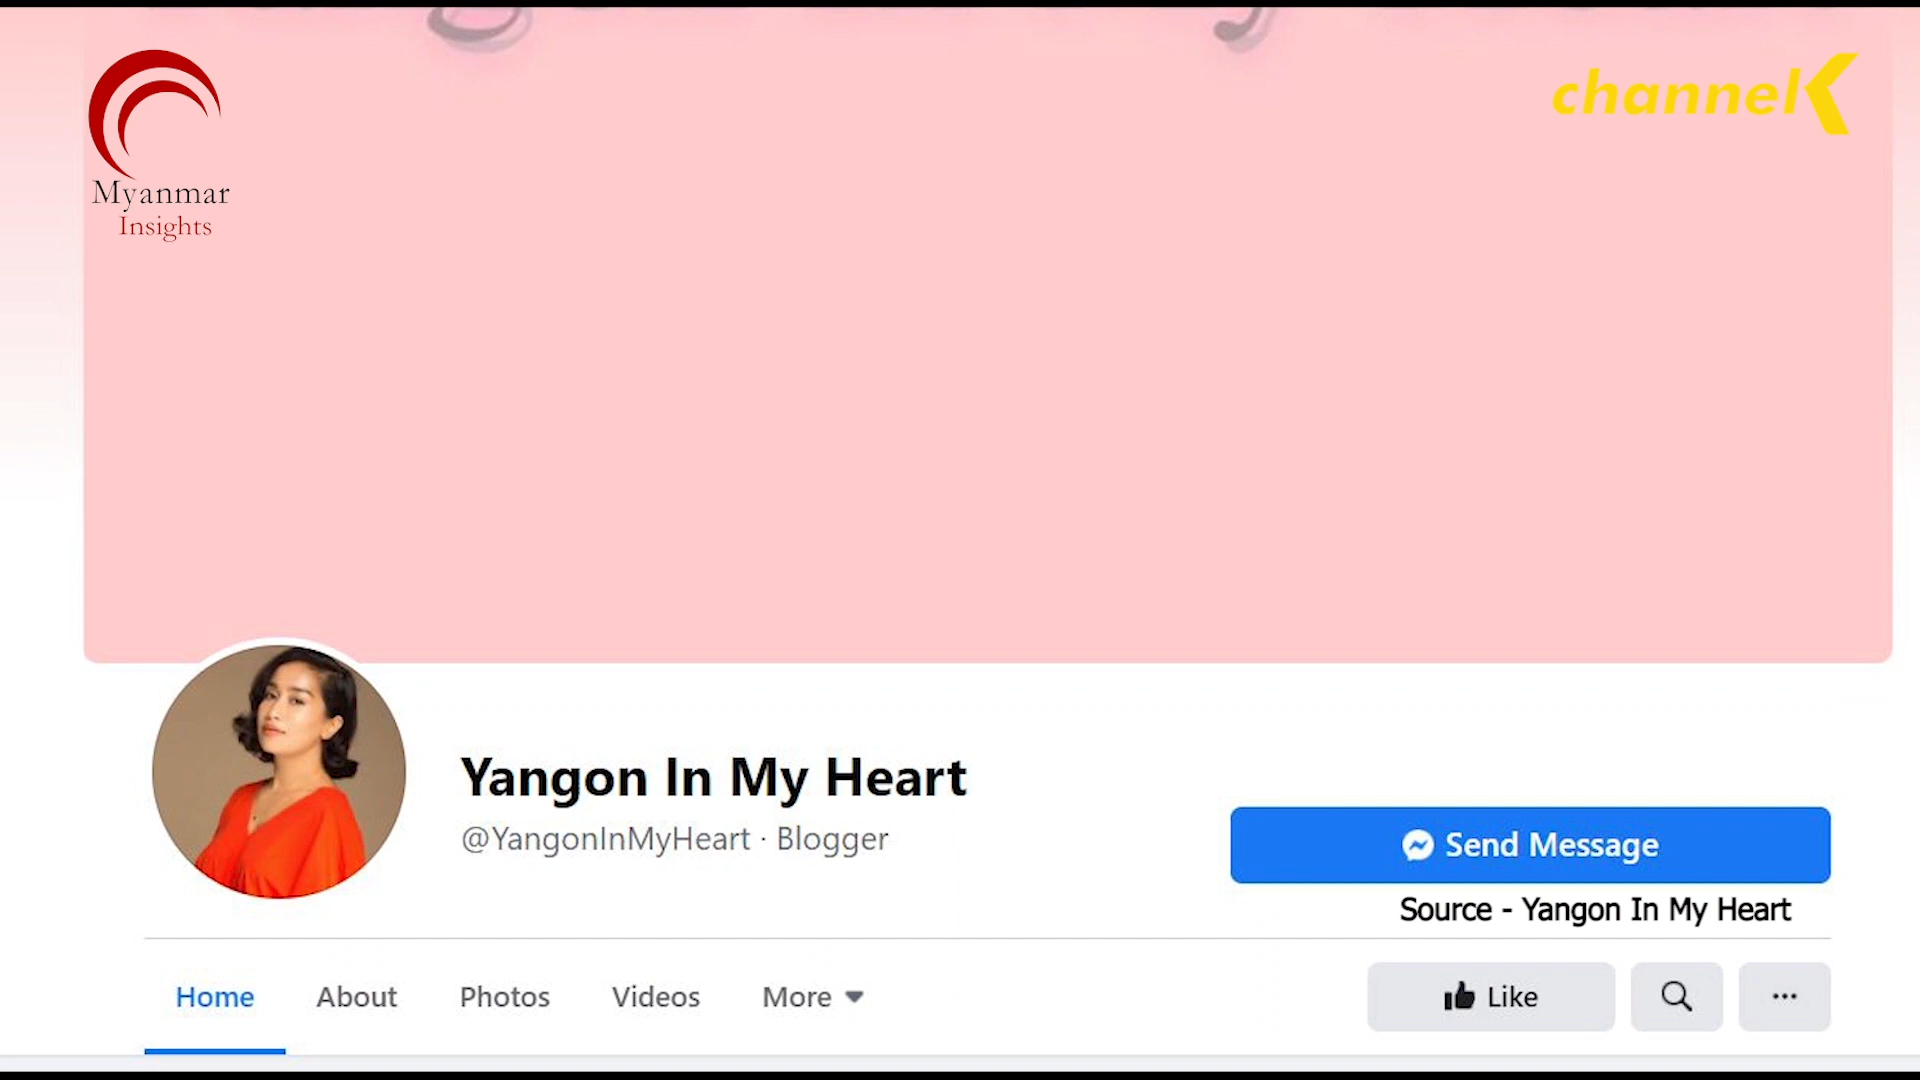 channelK
Myanmar
Insights
Yangon In My Heart
@YangonInMyHeart · Blogger
Send Message
Source - Yangon In My Heart
Home About Photos Videos More
Like